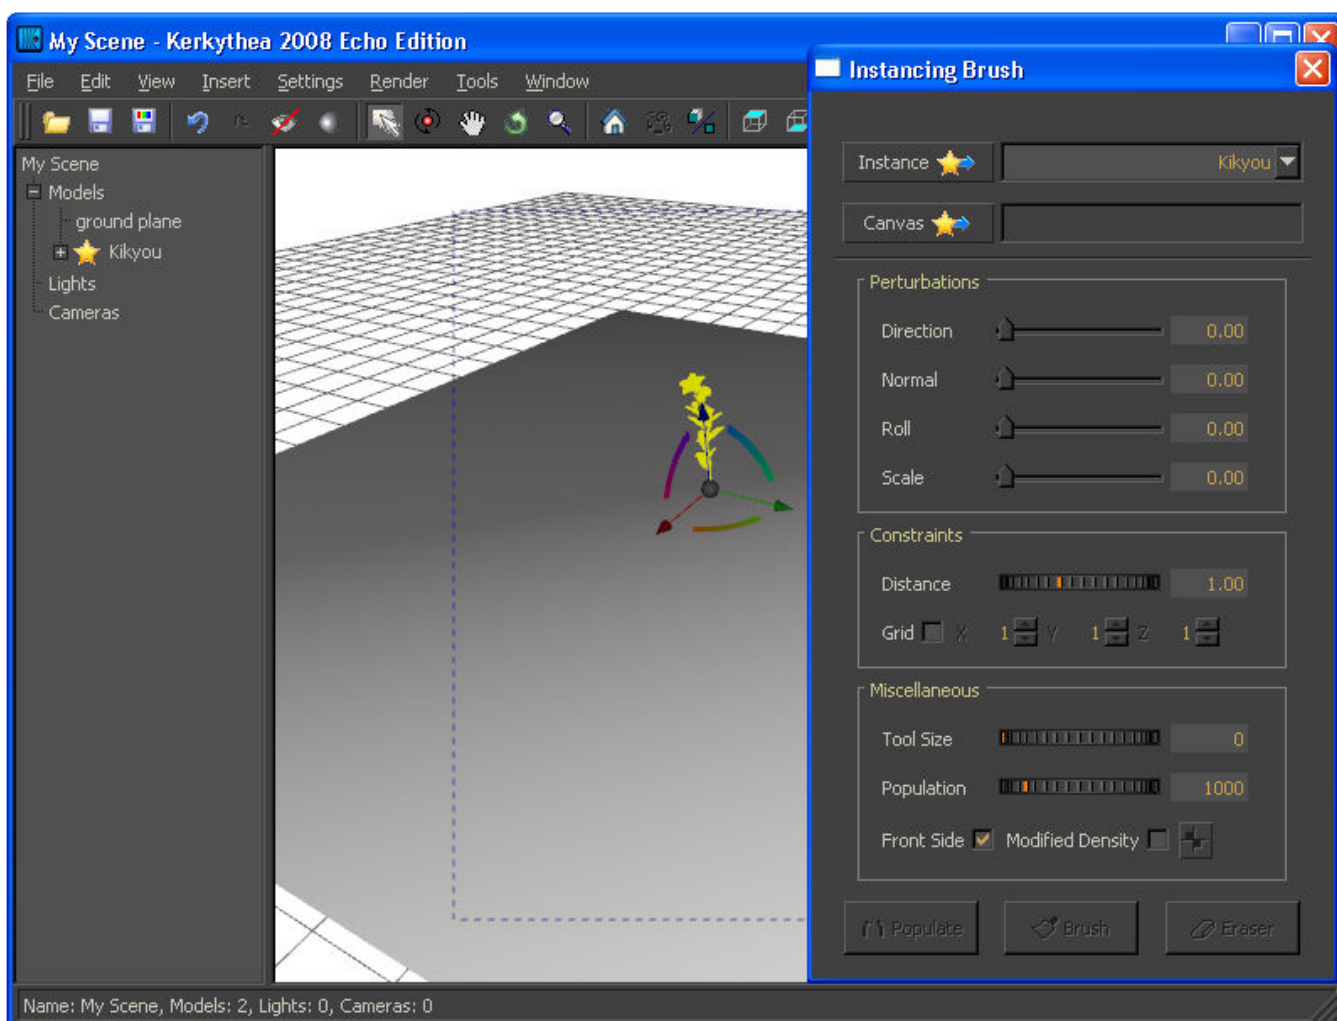 My Scene - Kerkythea 2008 Echo Edition
File Edit View Insert Settings Render Tools Window
My Scene
Models
ground plane
Kikyou
Lights
Cameras
Instancing Brush
Instance Kikyou
Canvas
Perturbations
Direction 0.00
Normal 0.00
Roll 0.00
Scale 0.00
Constraints
Distance 1.00
Grid X 1 Y 1 Z 1
Miscellaneous
Tool Size 0
Population 1000
Front Side Modified Density
Populate Brush Eraser
Name: My Scene, Models: 2, Lights: 0, Cameras: 0